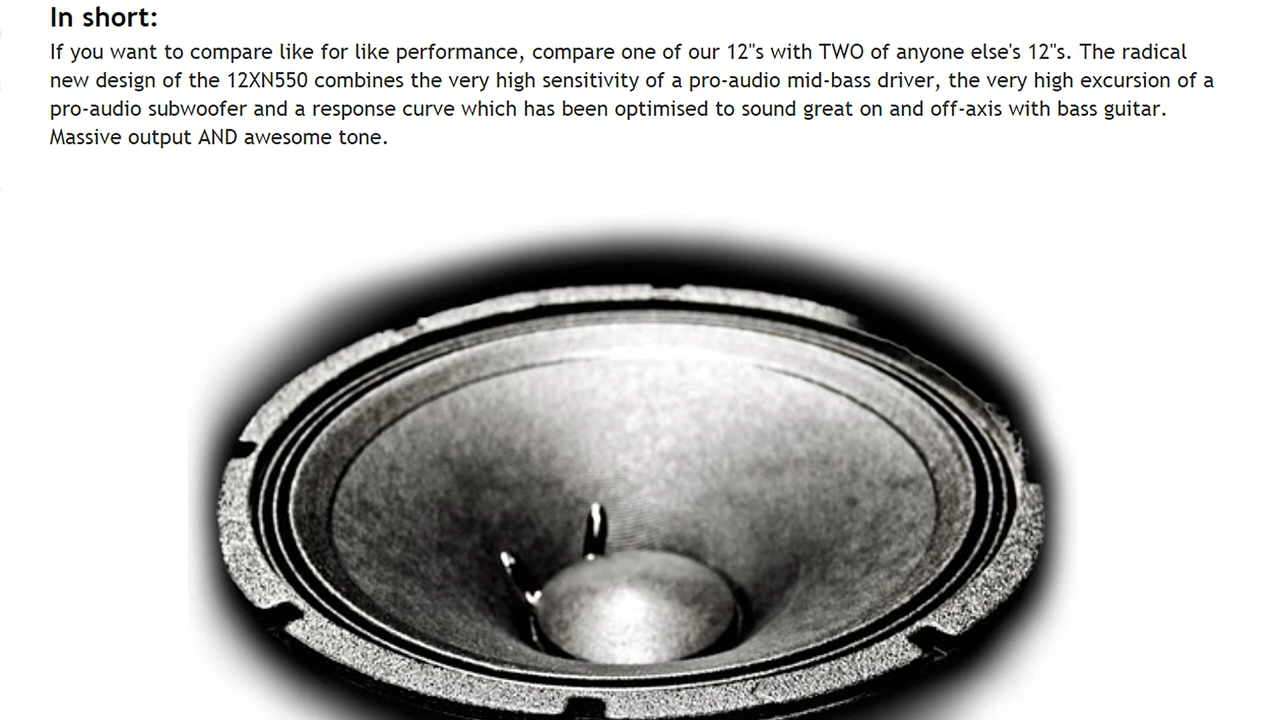 In short:
If you want to compare like for like performance, compare one of our 12"s with TWO of anyone else's 12"s. The radical
new design of the 12XN550 combines the very high sensitivity of a pro-audio mid-bass driver, the very high excursion of a
pro-audio subwoofer and a response curve which has been optimised to sound great on and off-axis with bass guitar.
Massive output AND awesome tone.